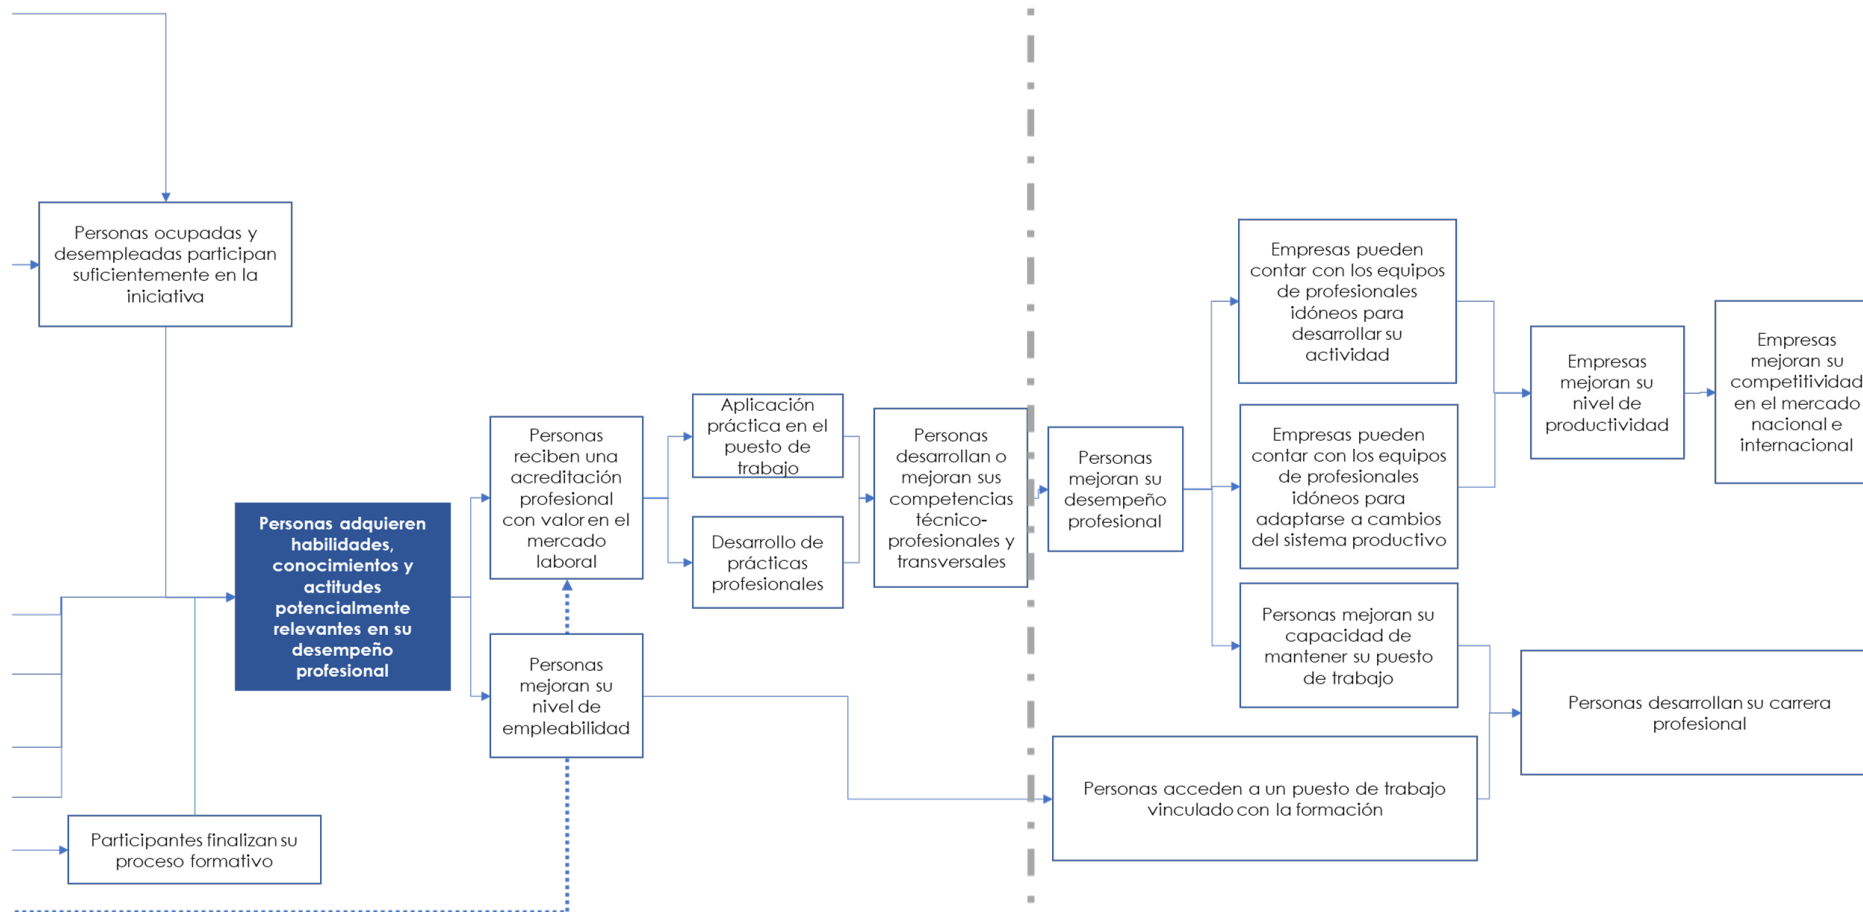 Personas ocupadas y
desempleadas participan
suficientemente en la
iniciativa
Participantes finalizan su
proceso formativo
Personas adquieren
habilidades,
conocimientos y
actitudes
potencialmente
relevantes en su
desempeño
profesional
Personas
reciben una
acreditación
profesional
con valor en el
mercado
laboral
Personas
mejoran su
nivel de
empleabilidad
Aplicación
práctica en el
puesto de
trabajo
Desarrollo de
prácticas
profesionales
Personas
desarrollan o
mejoran sus
competencias
técnico-
profesionales y
transversales
Personas
mejoran su
desempeño
profesional
Empresas pueden
contar con los equipos
de profesionales
idóneos para
desarrollar su
actividad
Empresas pueden
contar con los equipos
de profesionales
idóneos para
adaptarse a cambios
del sistema productivo
Personas mejoran su
capacidad de
mantener su puesto
de trabajo
Personas acceden a un puesto de trabajo
vinculado con la formación
Empresas
mejoran su
nivel de
productividad
Empresas
mejoran su
competitividad
en el mercado
nacional e
internacional
Personas desarrollan su carrera
profesional